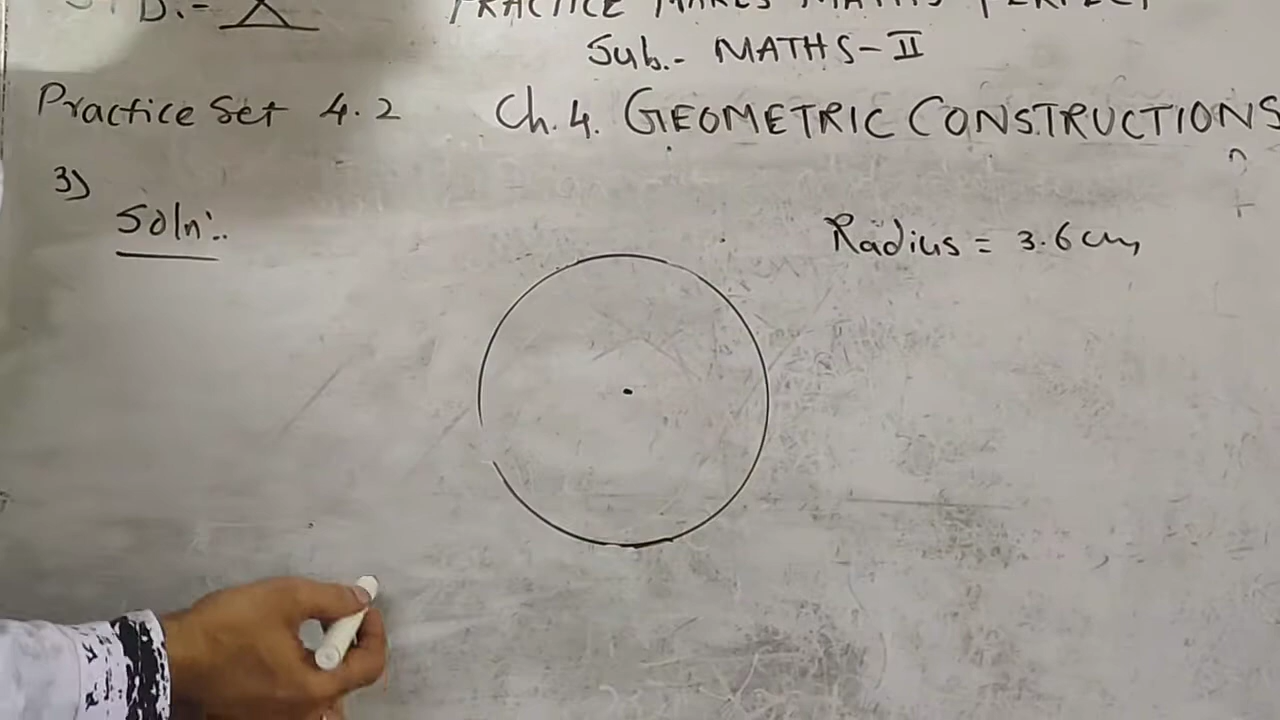 STD.- X
PRACTICE MAKES MATHS PERFECT
Sub.- MATHS-II
Practice Set 4.2
Ch.4. GEOMETRIC CONSTRUCTIONS
3)
Soln:.
Radius = 3.6 cm